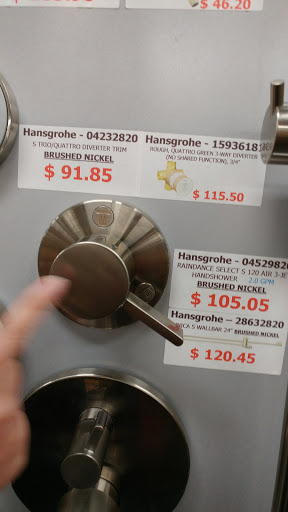 $ 46.20
Hansgrohe - 04232820
S TRIO/QUATTRO DIVERTER TRIM
BRUSHED NICKEL
$ 91.85
Hansgrohe - 15936181
ROUGH, QUATTRO GREEN 3-WAY DIVERTER
(NO SHARED FUNCTION), 3/4"
$ 115.50
Hansgrohe - 04529820
RAINDANCE SELECT S 120 AIR 3-JE
HANDSHOWER 2.0 GPM
BRUSHED NICKEL
$ 105.05
Hansgrohe – 28632820
S WALLBAR 24" BRUSHED NICKEL
$ 120.45